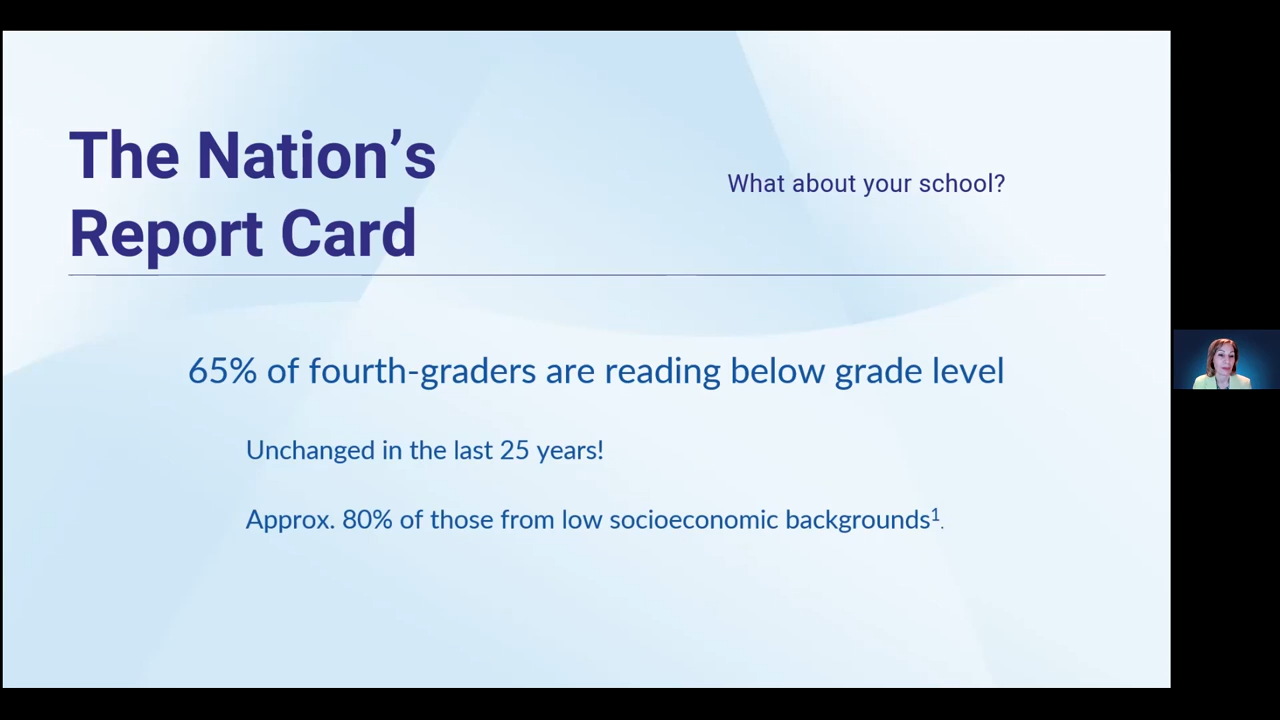 The Nation’s
Report Card
What about your school?
65% of fourth-graders are reading below grade level
Unchanged in the last 25 years!
Approx. 80% of those from low socioeconomic backgrounds¹.